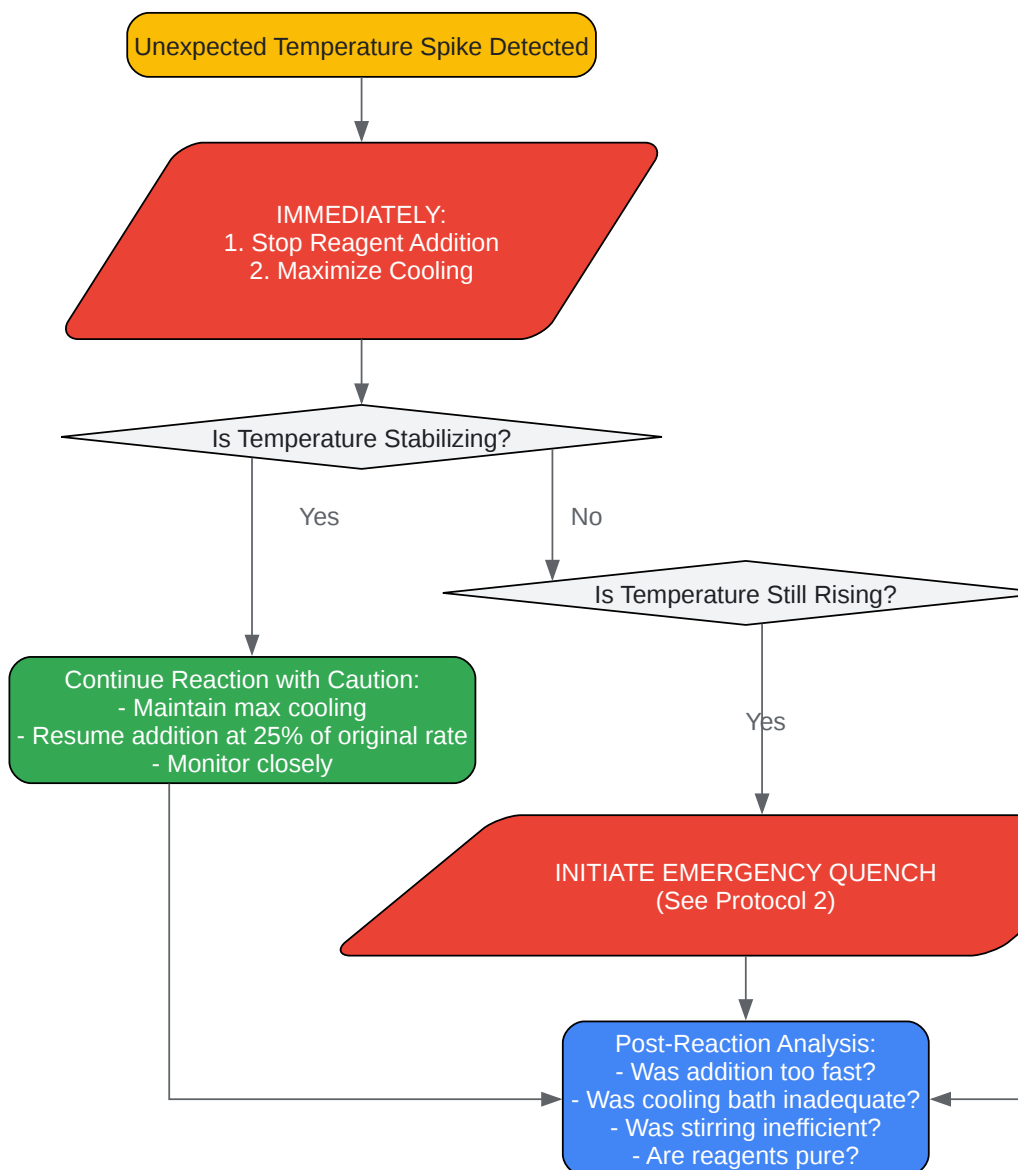 Unexpected Temperature Spike Detected
IMMEDIATELY:
1. Stop Reagent Addition
2. Maximize Cooling
Is Temperature Stabilizing?
Yes
No
Is Temperature Still Rising?
Continue Reaction with Caution:
- Maintain max cooling
- Resume addition at 25% of original rate
- Monitor closely
Yes
INITIATE EMERGENCY QUENCH
(See Protocol 2)
Post-Reaction Analysis:
- Was addition too fast?
- Was cooling bath inadequate?
- Was stirring inefficient?
- Are reagents pure?